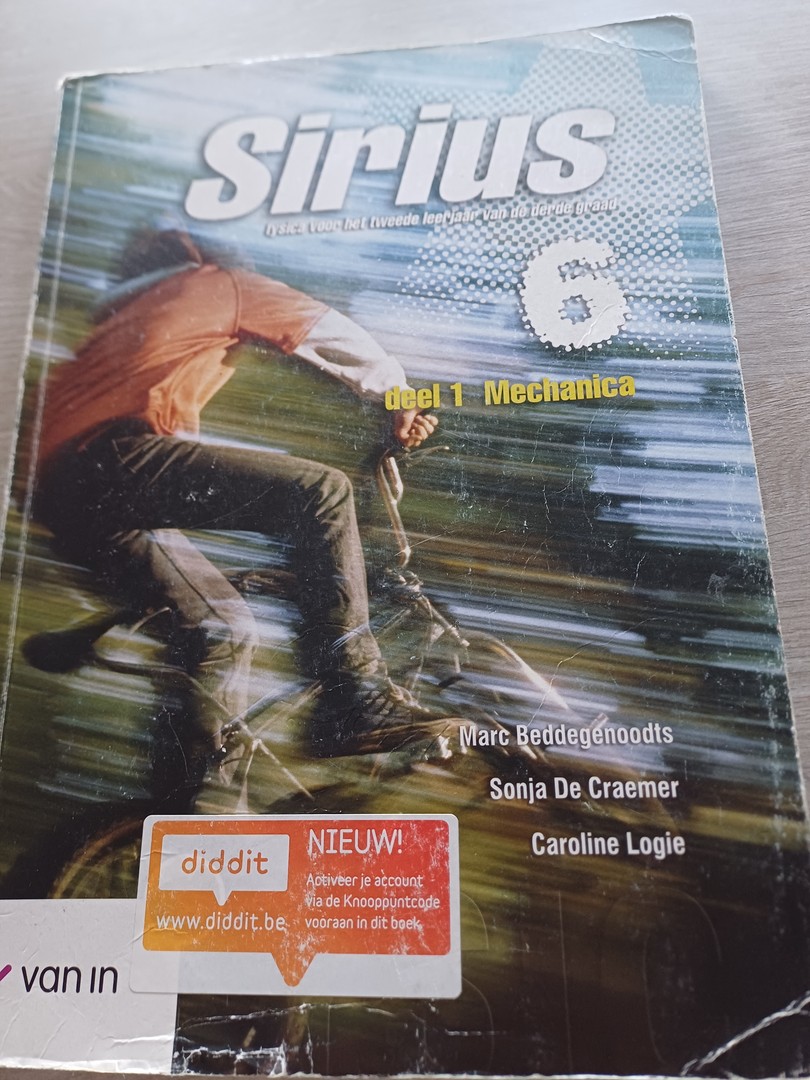 Sirius
fysica voor het tweede leerjaar van de derde graad
6
deel 1 Mechanica
Marc Beddegenoodts
Sonja De Craemer
Caroline Logie
diddit
www.diddit.be
NIEUW!
Activeer je account
via de Knooppuntcode
vooraan in dit boek
van in